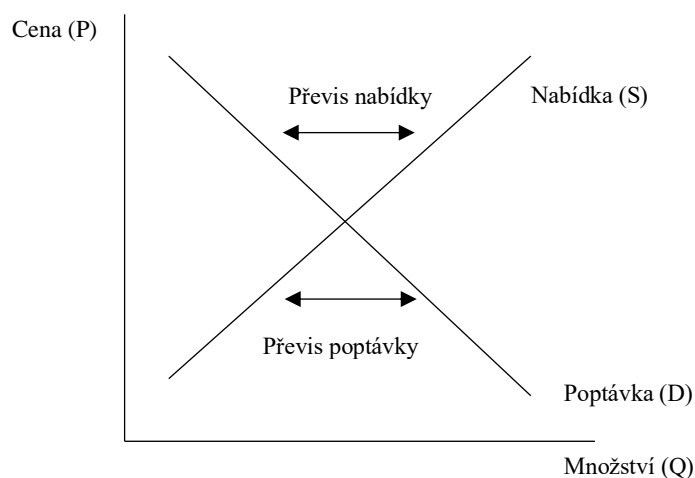 Cena (P)
Převis nabídky
Nabídka (S)
Převis poptávky
Poptávka (D)
Množství (Q)